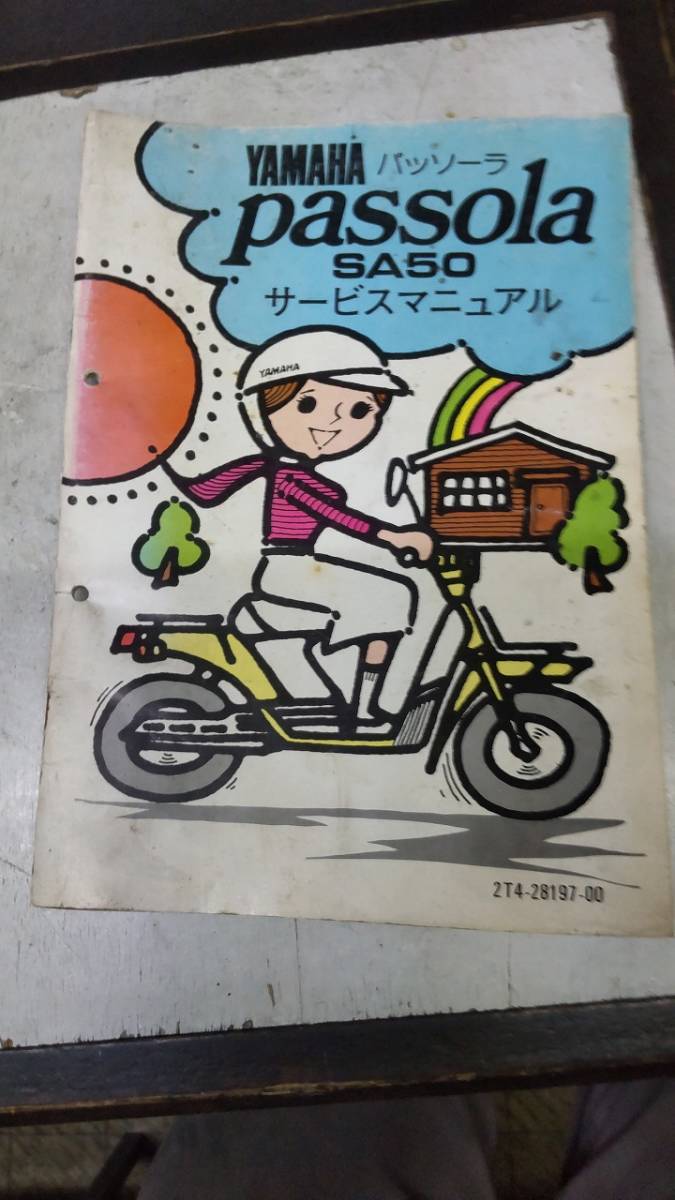 YAMAHA パッソーラ
passola
SA50
サービスマニュアル
YAMAHA
2T4-28197-00